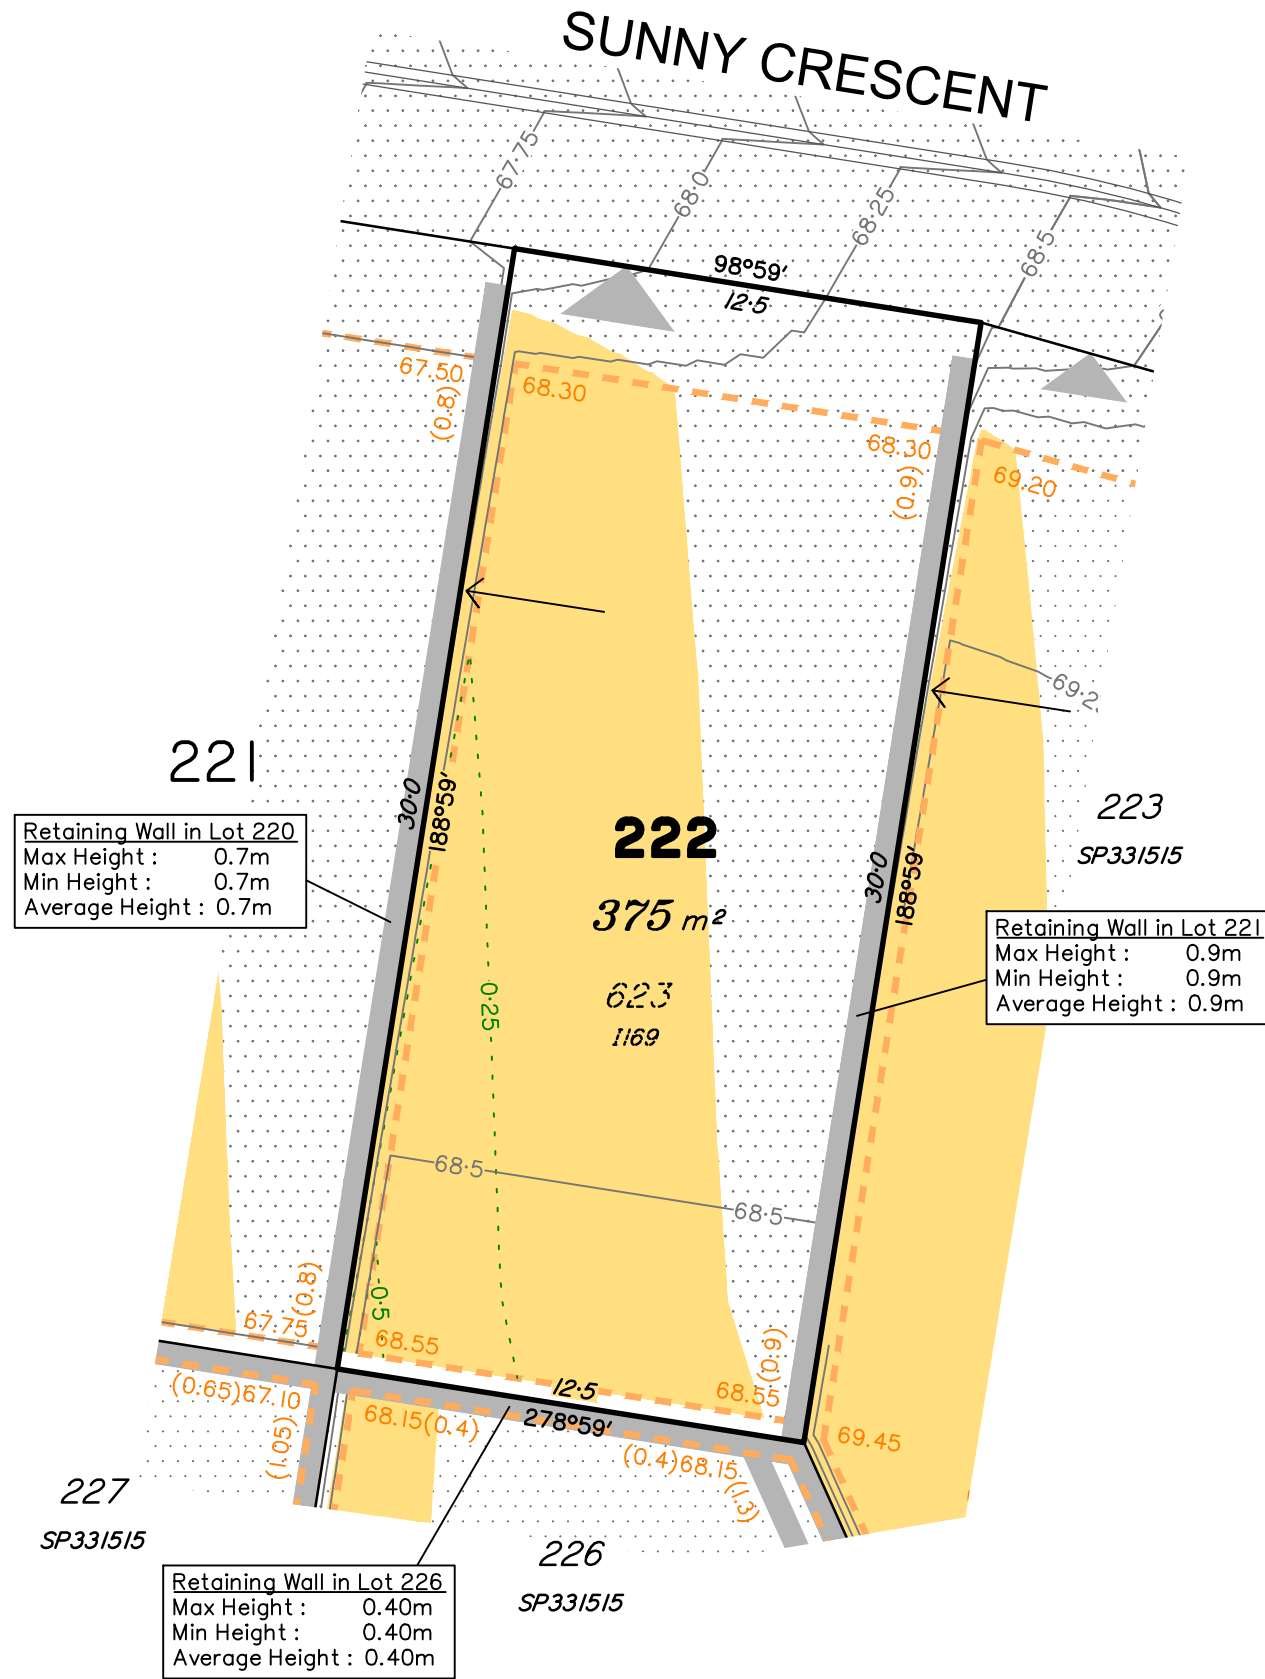 SUNNY CRESCENT
67·75
68·0
68·25
68·5
98°59'
12·5
67.50
(0.8)
68.30
68.30
(0.9)
69.20
69·2
221
30·0
188°59'
222
375 m²
623
1169
30·0
188°59'
223
SP331515
Retaining Wall in Lot 220
Max Height : 0.7m
Min Height : 0.7m
Average Height : 0.7m
Retaining Wall in Lot 221
Max Height : 0.9m
Min Height : 0.9m
Average Height : 0.9m
0·25
68·5
68·5
0·5
(0.8)
67.75
68.55
(0.9)
68.55
12·5
278°59'
(0.65)67.10
(1.05)
68.15(0.4)
(0.4)68.15
(1.3)
69.45
227
SP331515
226
SP331515
Retaining Wall in Lot 226
Max Height : 0.40m
Min Height : 0.40m
Average Height : 0.40m